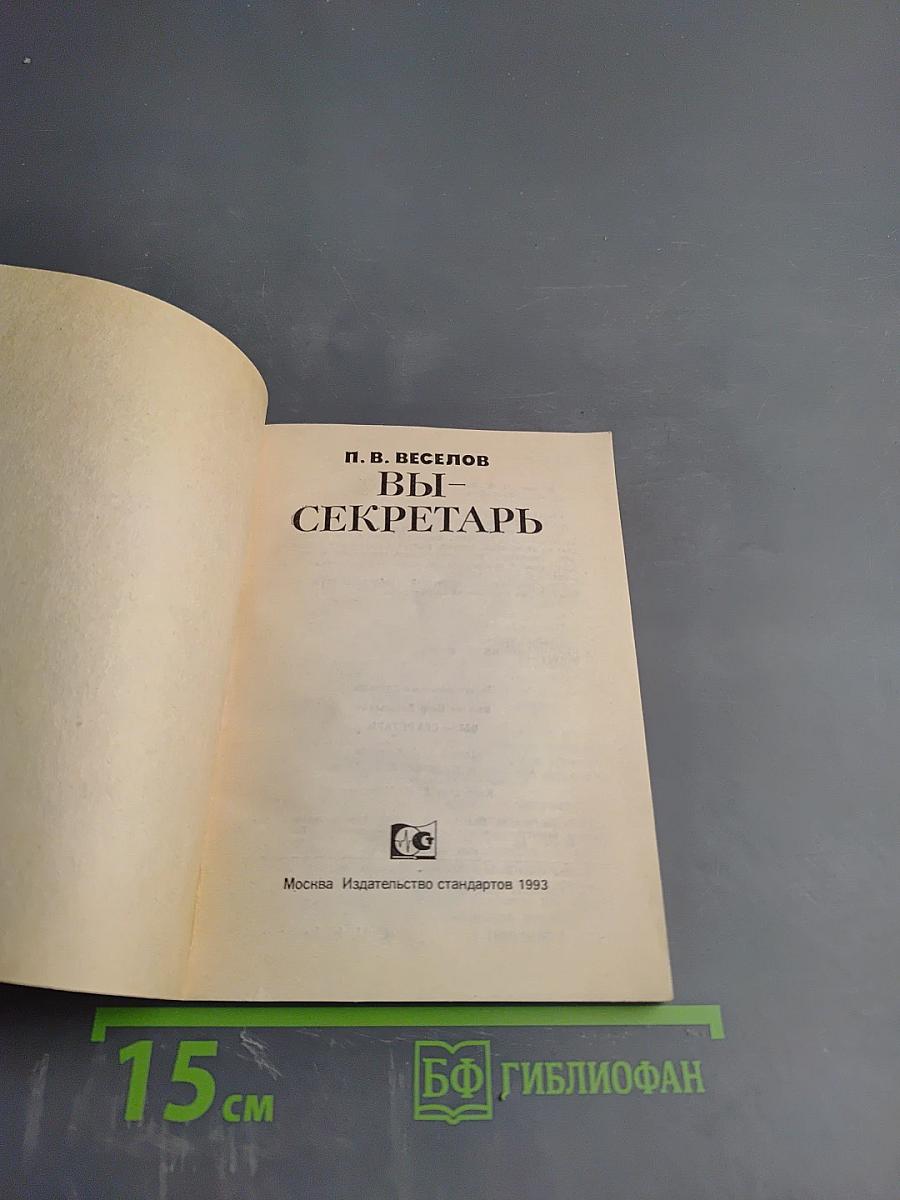 П. В. ВЕСЕЛОВ
ВЫ–
СЕКРЕТАРЬ
Москва Издательство стандартов 1993
15 см
БФ ГИБЛИОФАН